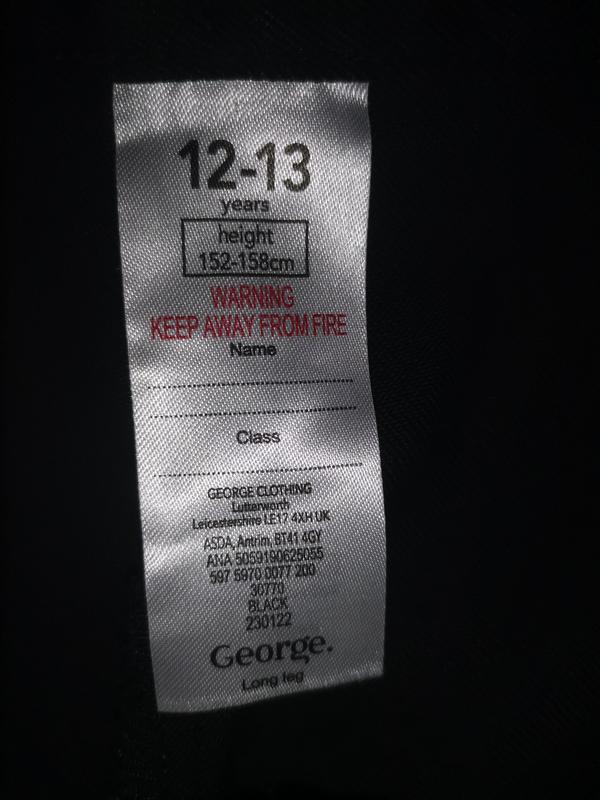 12-13
years
height
152-158cm
WARNING
KEEP AWAY FROM FIRE
Name
Class
GEORGE CLOTHING
Lutterworth
Leicestershire LE17 4XH UK
ASDA, Antrim, BT41 4GY
ANA 5059190625055
597 5970 0077 200
30770
BLACK
230122
George.
Long leg